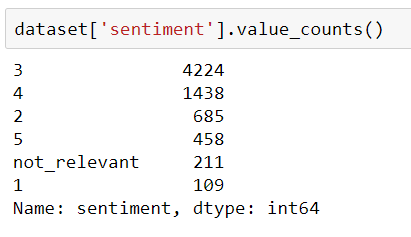 dataset['sentiment'].value_counts()
3 4224
4 1438
2 685
5 458
not_relevant 211
1 109
Name: sentiment, dtype: int64